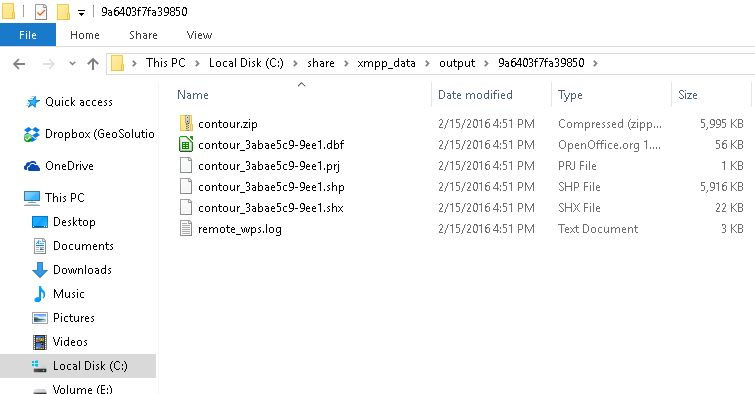 9a6403f7fa39850
File Home Share View
This PC > Local Disk (C:) > share > xmpp_data > output > 9a6403f7fa39850 >
Name Date modified Type Size
Quick access
Dropbox (GeoSolutio
OneDrive
This PC
Desktop
Documents
Downloads
Music
Pictures
Videos
Local Disk (C:)
Volume (E:)
contour.zip 2/15/2016 4:51 PM Compressed (zipp... 5,995 KB
contour_3abae5c9-9ee1.dbf 2/15/2016 4:51 PM OpenOffice.org 1.... 56 KB
contour_3abae5c9-9ee1.prj 2/15/2016 4:51 PM PRJ File 1 KB
contour_3abae5c9-9ee1.shp 2/15/2016 4:51 PM SHP File 5,916 KB
contour_3abae5c9-9ee1.shx 2/15/2016 4:51 PM SHX File 22 KB
remote_wps.log 2/15/2016 4:51 PM Text Document 3 KB